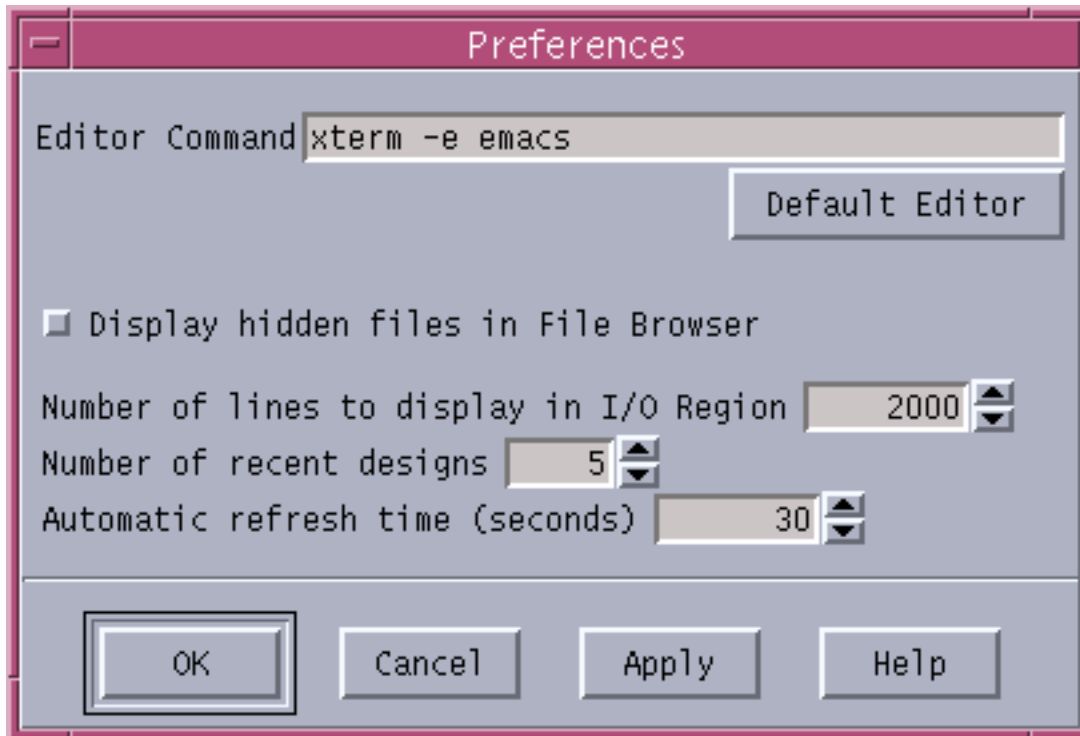 Preferences
Editor Command xterm -e emacs
Default Editor
Display hidden files in File Browser
Number of lines to display in I/O Region 2000
Number of recent designs 5
Automatic refresh time (seconds) 30
OK Cancel Apply Help